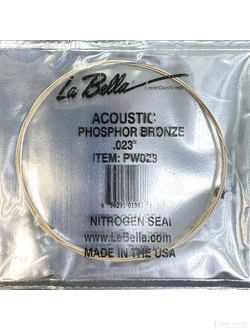 La Bella
ACOUSTIC
PHOSPHOR BRONZE
.023"
ITEM: PW023
NITROGEN SEAL
www.LaBella.com
MADE IN THE USA